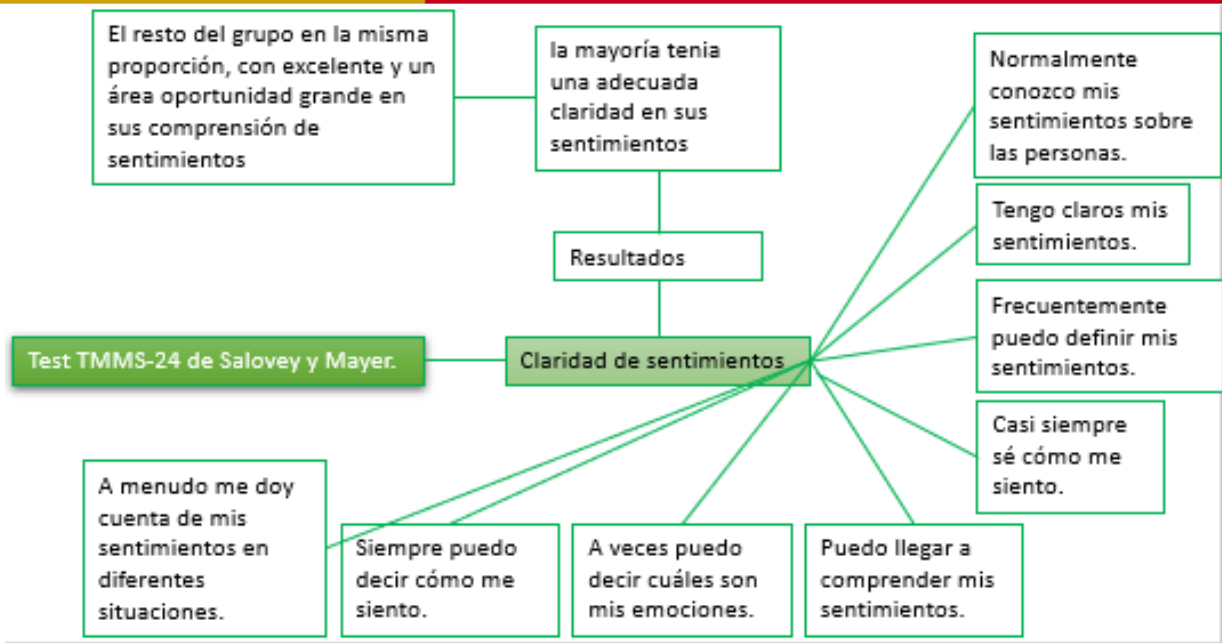 El resto del grupo en la misma
proporción, con excelente y un
área oportunidad grande en
sus comprensión de
sentimientos
la mayoría tenia
una adecuada
claridad en sus
sentimientos
Normalmente
conozco mis
sentimientos sobre
las personas.
Tengo claros mis
sentimientos.
Resultados
Frecuentemente
puedo definir mis
sentimientos.
Test TMMS-24 de Salovey y Mayer.
Claridad de sentimientos
Casi siempre
sé cómo me
siento.
A menudo me doy
cuenta de mis
sentimientos en
diferentes
situaciones.
Siempre puedo
decir cómo me
siento.
A veces puedo
decir cuáles son
mis emociones.
Puedo llegar a
comprender mis
sentimientos.